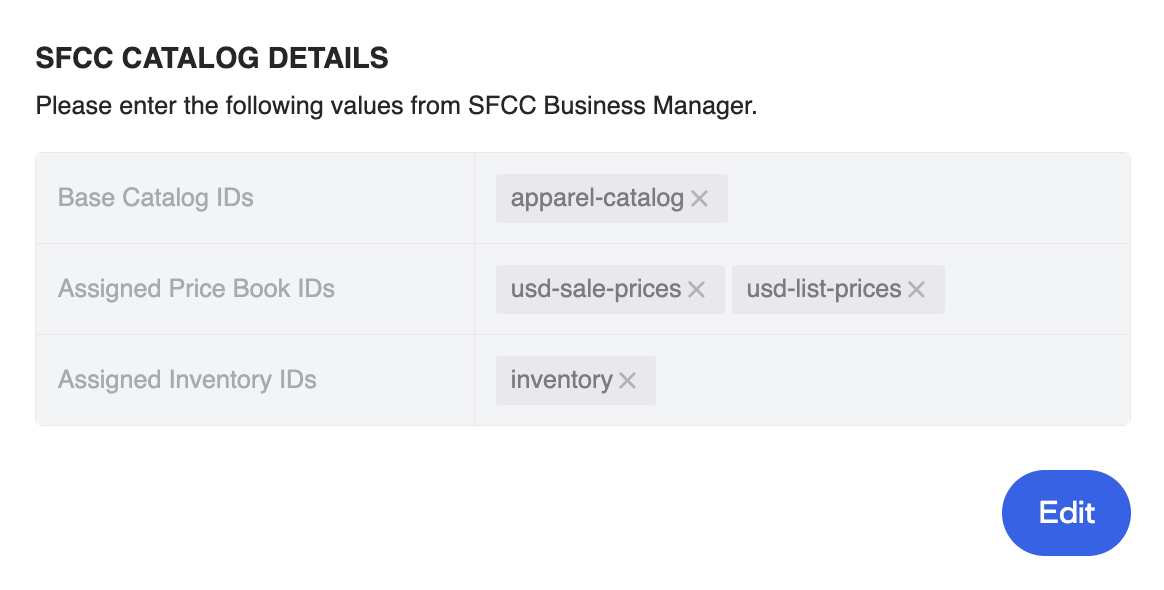 SFCC CATALOG DETAILS
Please enter the following values from SFCC Business Manager.
Base Catalog IDs apparel-catalog
Assigned Price Book IDs usd-sale-prices usd-list-prices
Assigned Inventory IDs inventory
Edit